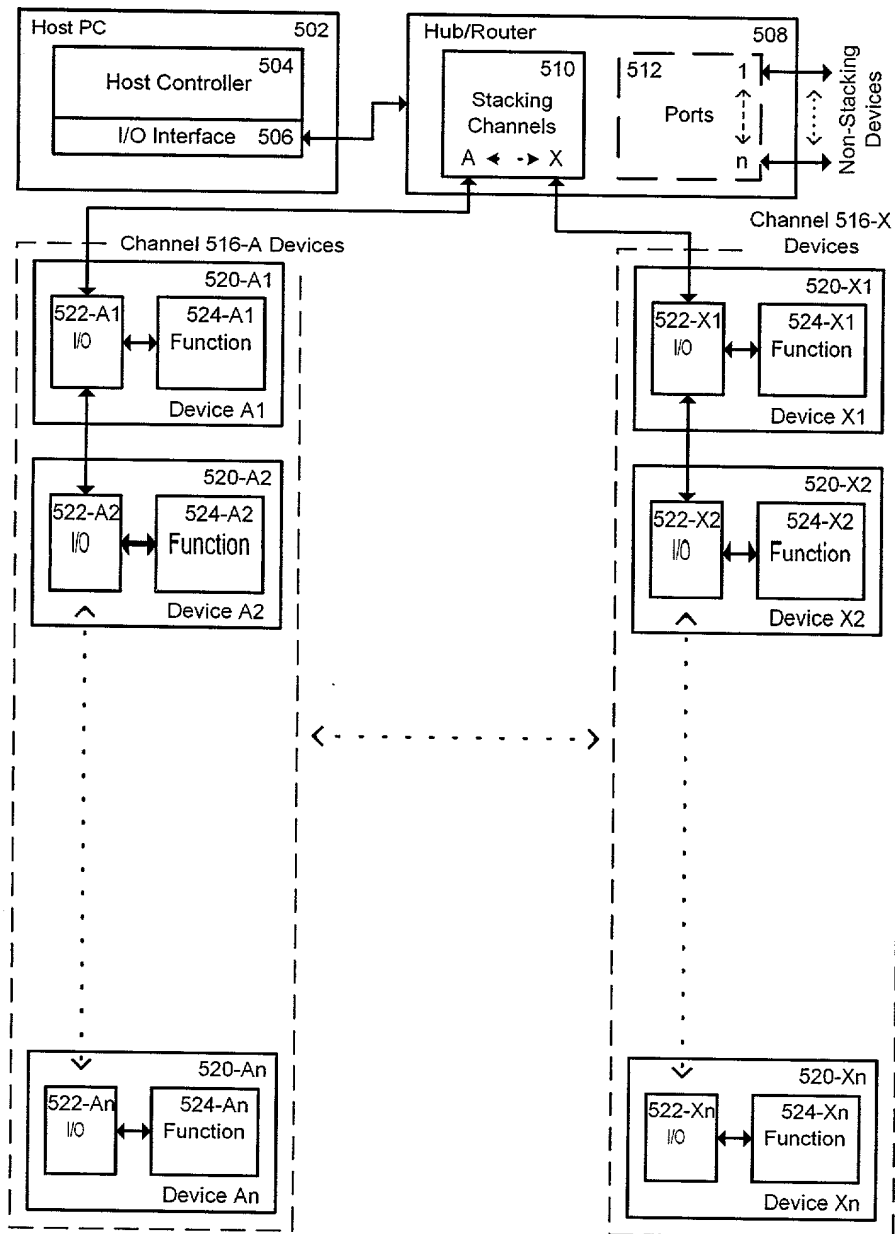 Host PC 502
504
Host Controller
I/O Interface 506
Hub/Router 508
510
Stacking
Channels
A X
512 1
Ports
n
Non-Stacking
Devices
Channel 516-A Devices
520-A1
522-A1
I/O
524-A1
Function
Device A1
520-A2
522-A2
I/O
524-A2
Function
Device A2
520-An
522-An
I/O
524-An
Function
Device An
Channel 516-X
Devices
520-X1
522-X1
I/O
524-X1
Function
Device X1
520-X2
522-X2
I/O
524-X2
Function
Device X2
520-Xn
522-Xn
I/O
524-Xn
Function
Device Xn